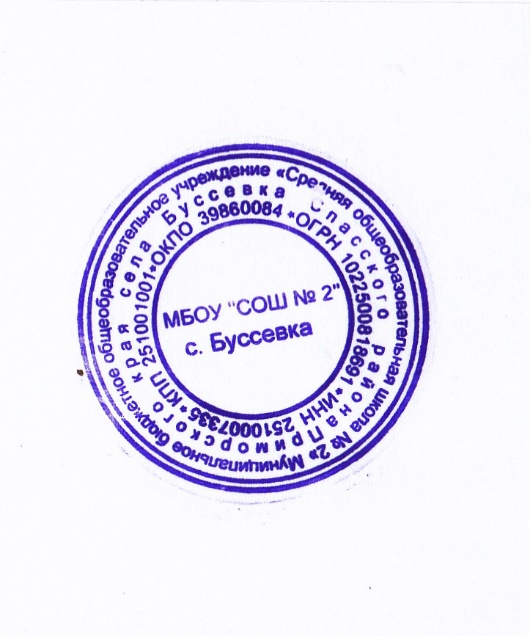 Муниципальное бюджетное общеобразовательное учреждение «Средняя общеобразовательная школа № 2»
села Буссевка Спасского района Приморского края
*КПП 251001001*ОКПО 39860084 *ОГРН 1022500818691 *ИНН 2510007335
МБОУ “СОШ № 2”
с. Буссевка